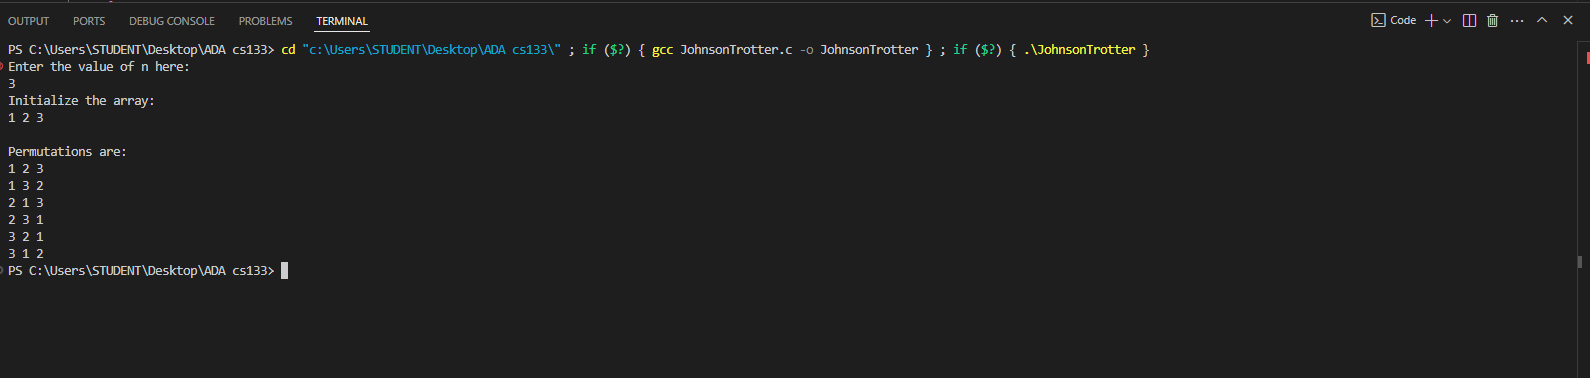 OUTPUT PORTS DEBUG CONSOLE PROBLEMS TERMINAL Code
PS C:\Users\STUDENT\Desktop\ADA cs133> cd "c:\Users\STUDENT\Desktop\ADA cs133\" ; if ($?) { gcc JohnsonTrotter.c -o JohnsonTrotter } ; if ($?) { .\JohnsonTrotter }
Enter the value of n here:
3
Initialize the array:
1 2 3
Permutations are:
1 2 3
1 3 2
2 1 3
2 3 1
3 2 1
3 1 2
PS C:\Users\STUDENT\Desktop\ADA cs133>